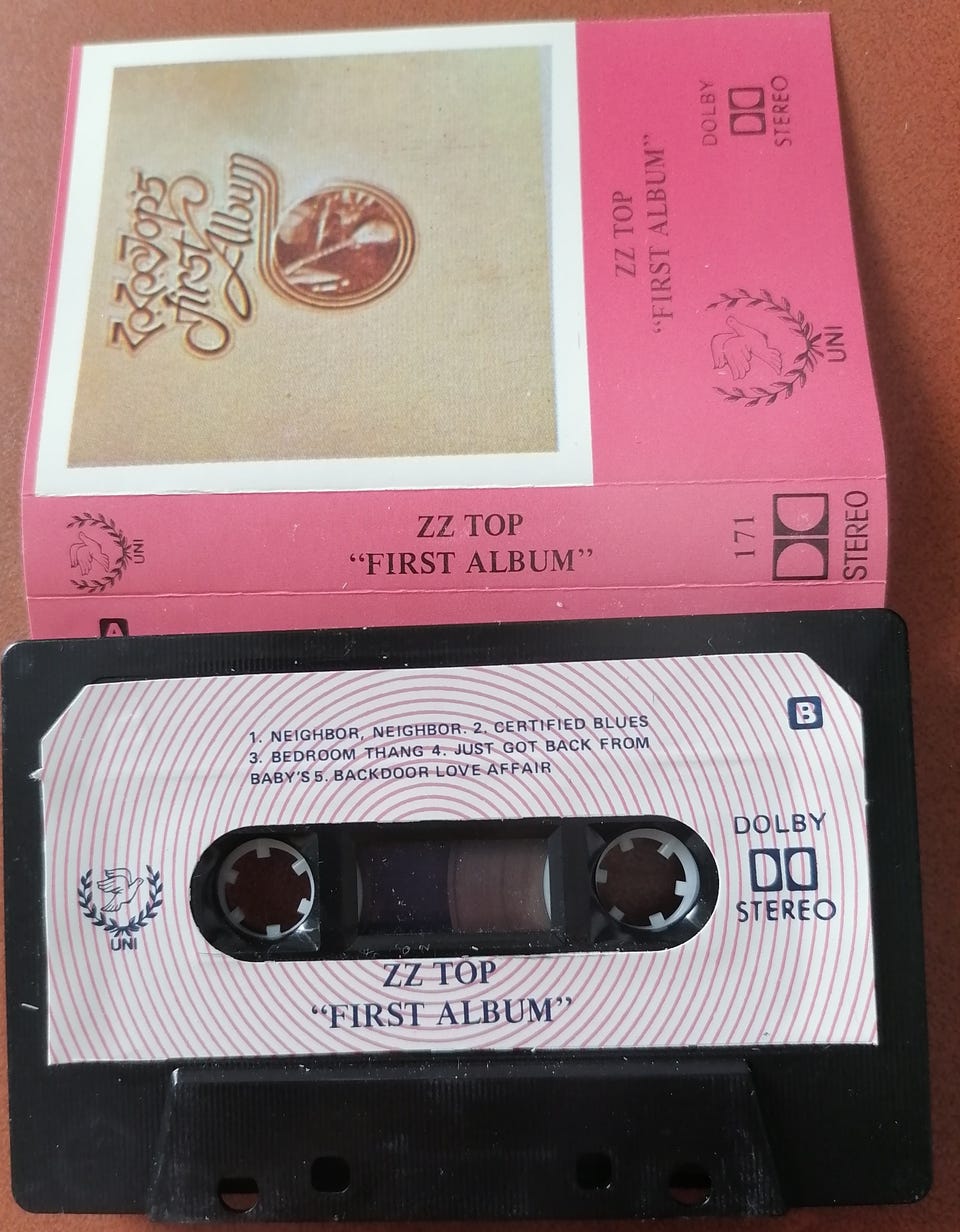 ZZ Top's
First
Album
ZZ TOP
“FIRST ALBUM”
DOLBY
STEREO
UNI
UNI
ZZ TOP
“FIRST ALBUM”
171
STEREO
A
1. NEIGHBOR, NEIGHBOR. 2. CERTIFIED BLUES
3. BEDROOM THANG 4. JUST GOT BACK FROM
BABY'S 5. BACKDOOR LOVE AFFAIR
B
DOLBY
STEREO
UNI
ZZ TOP
“FIRST ALBUM”